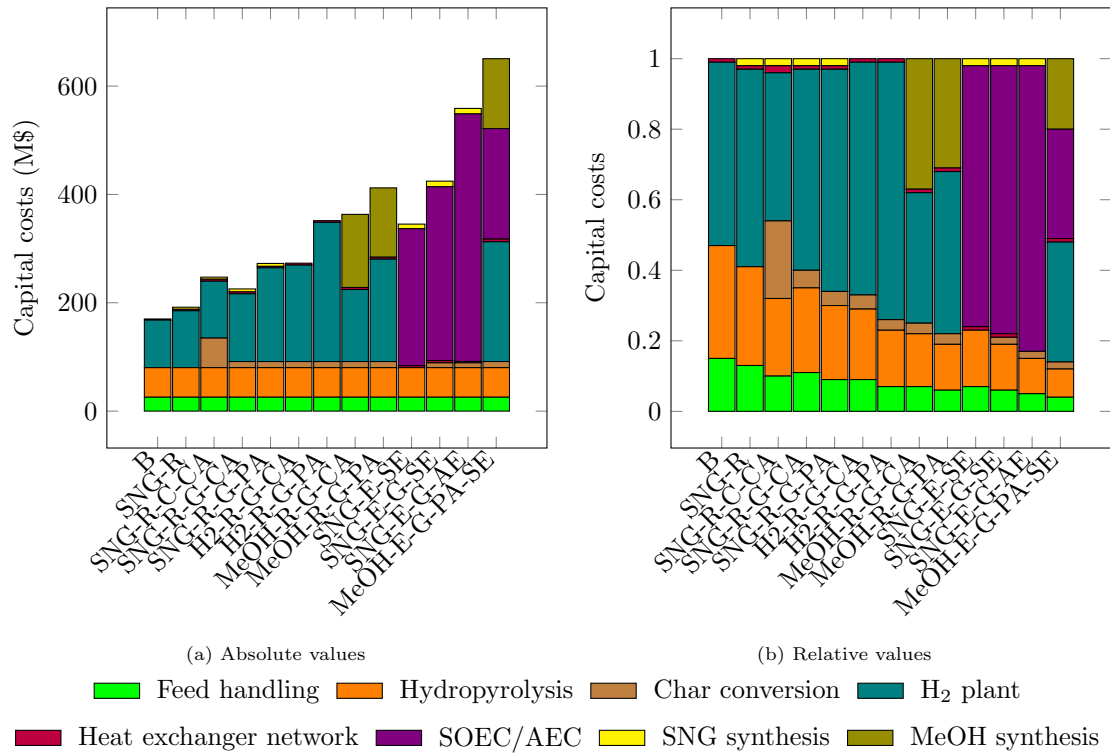 Capital costs (M$)
600
400
200
0
B
SNG-R
SNG-R-C-CA
SNG-R-G-CA
SNG-R-G-PA
H2-R-G-CA
H2-R-G-PA
MeOH-R-G-CA
MeOH-R-G-PA
SNG-E-SE
SNG-E-G-SE
SNG-E-G-AE
MeOH-E-G-PA-SE
(a) Absolute values
Capital costs
1
0.8
0.6
0.4
0.2
0
B
SNG-R
SNG-R-C-CA
SNG-R-G-CA
SNG-R-G-PA
H2-R-G-CA
H2-R-G-PA
MeOH-R-G-CA
MeOH-R-G-PA
SNG-E-SE
SNG-E-G-SE
SNG-E-G-AE
MeOH-E-G-PA-SE
(b) Relative values
Feed handling Hydropyrolysis Char conversion H₂ plant
Heat exchanger network SOEC/AEC SNG synthesis MeOH synthesis